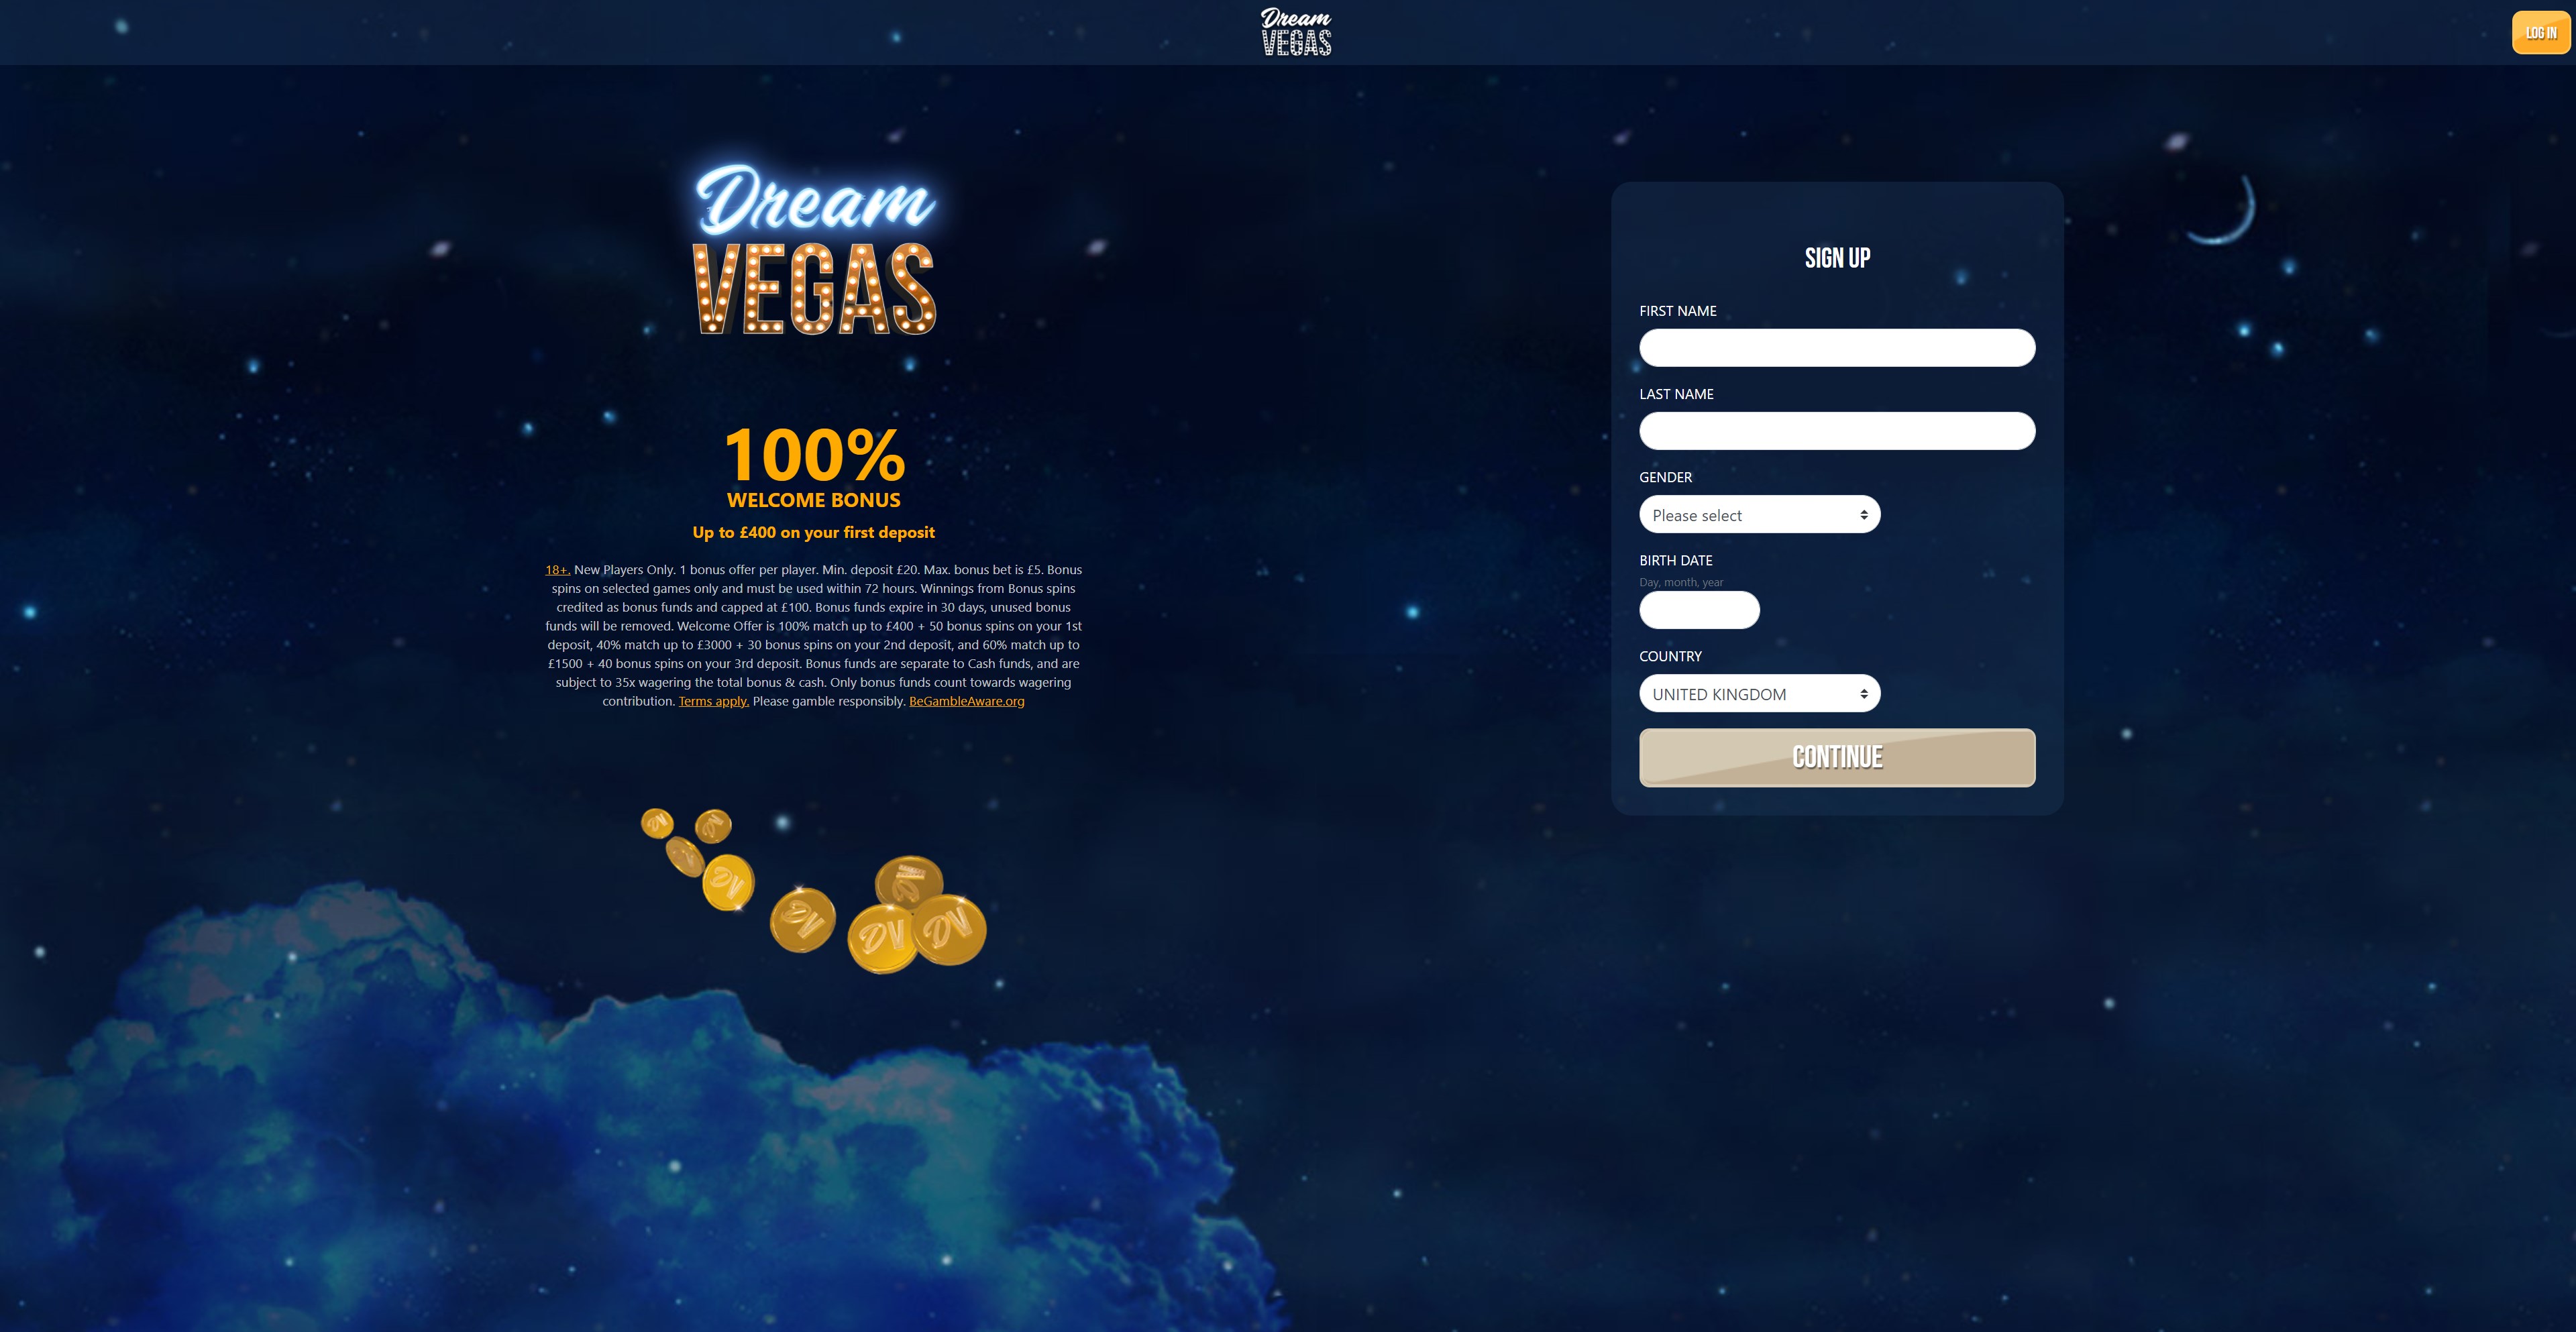 Dream
VEGAS
LOG IN
Dream
VEGAS
100%
WELCOME BONUS
Up to £400 on your first deposit
18+. New Players Only. 1 bonus offer per player. Min. deposit £20. Max. bonus bet is £5. Bonus
spins on selected games only and must be used within 72 hours. Winnings from Bonus spins
credited as bonus funds and capped at £100. Bonus funds expire in 30 days, unused bonus
funds will be removed. Welcome Offer is 100% match up to £400 + 50 bonus spins on your 1st
deposit, 40% match up to £3000 + 30 bonus spins on your 2nd deposit, and 60% match up to
£1500 + 40 bonus spins on your 3rd deposit. Bonus funds are separate to Cash funds, and are
subject to 35x wagering the total bonus & cash. Only bonus funds count towards wagering
contribution. Terms apply. Please gamble responsibly. BeGambleAware.org
DV
DV
SIGN UP
FIRST NAME
LAST NAME
GENDER
Please select
BIRTH DATE
Day, month, year
COUNTRY
UNITED KINGDOM
CONTINUE